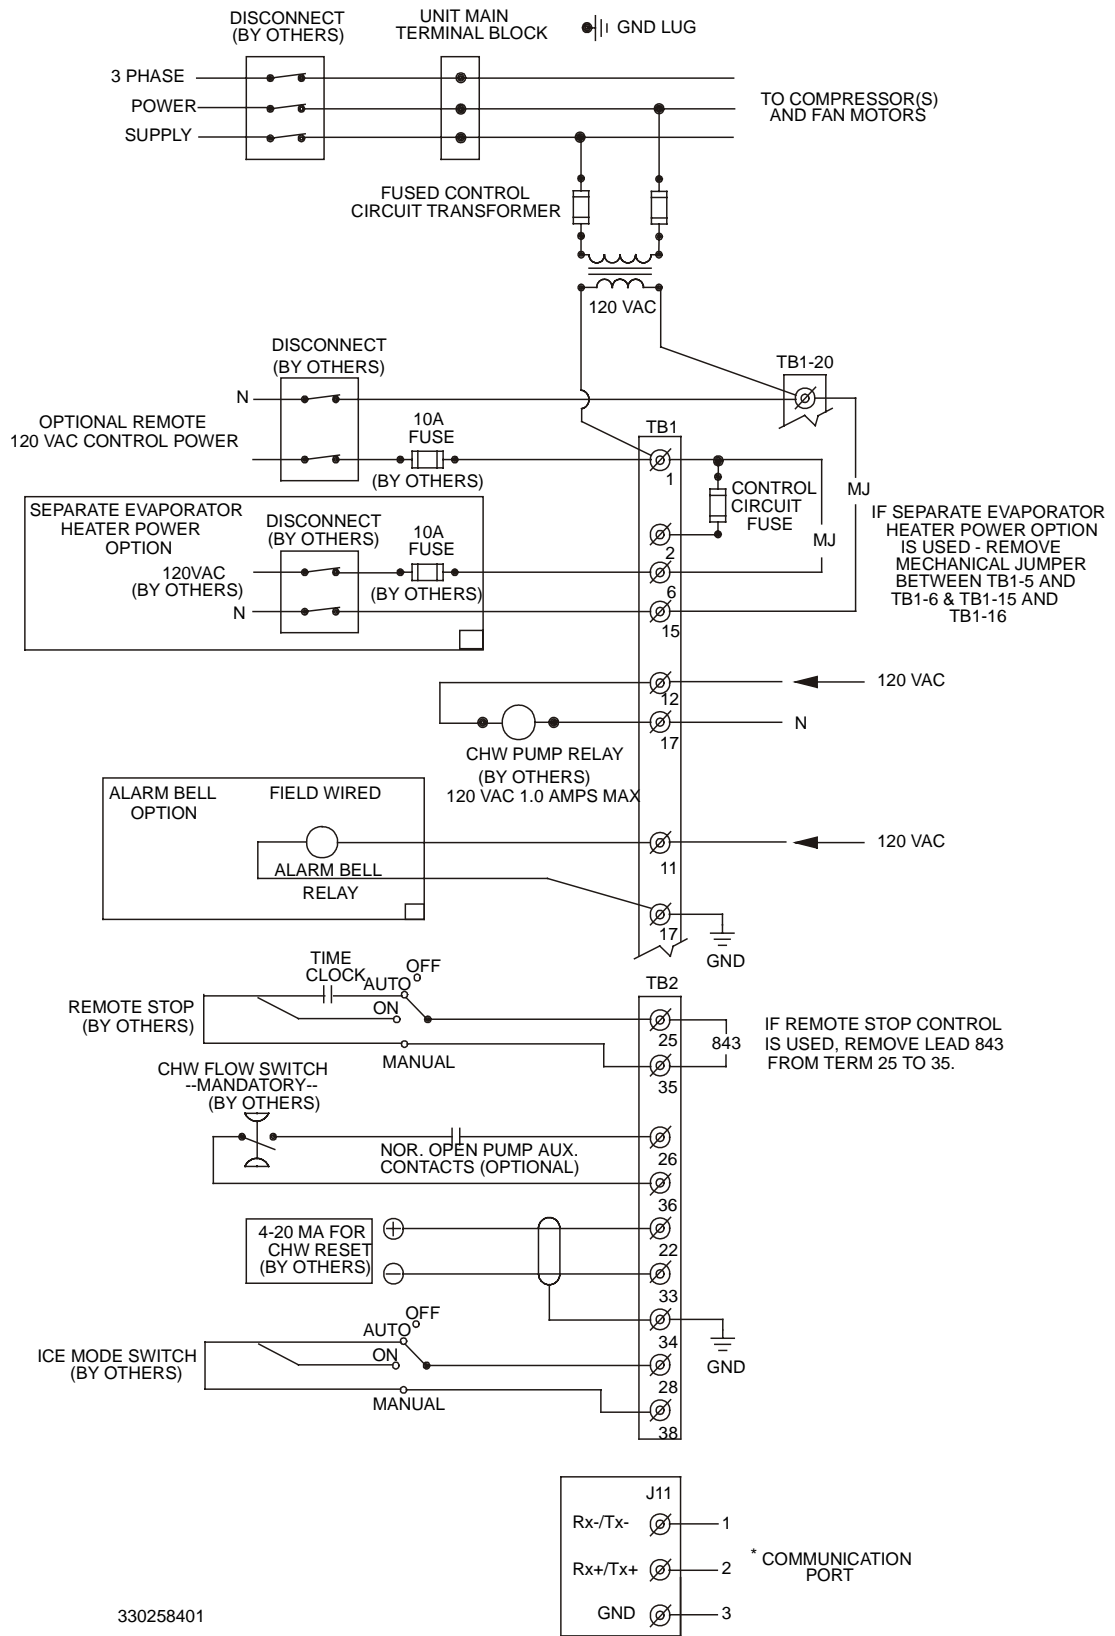 DISCONNECT
(BY OTHERS)
UNIT MAIN
TERMINAL BLOCK
GND LUG
3 PHASE
POWER
SUPPLY
TO COMPRESSOR(S)
AND FAN MOTORS
FUSED CONTROL
CIRCUIT TRANSFORMER
120 VAC
DISCONNECT
(BY OTHERS)
TB1-20
N
OPTIONAL REMOTE
120 VAC CONTROL POWER
10A
FUSE
(BY OTHERS)
TB1
1
CONTROL
CIRCUIT
FUSE
MJ
MJ
2
6
15
IF SEPARATE EVAPORATOR
HEATER POWER OPTION
IS USED - REMOVE
MECHANICAL JUMPER
BETWEEN TB1-5 AND
TB1-6 & TB1-15 AND
TB1-16
SEPARATE EVAPORATOR
HEATER POWER
OPTION
DISCONNECT
(BY OTHERS)
10A
FUSE
(BY OTHERS)
120VAC
(BY OTHERS)
N
12
120 VAC
17
N
CHW PUMP RELAY
(BY OTHERS)
120 VAC 1.0 AMPS MAX
ALARM BELL
OPTION
FIELD WIRED
ALARM BELL
RELAY
11
120 VAC
17
GND
TIME
CLOCK
AUTO
OFF
ON
MANUAL
REMOTE STOP
(BY OTHERS)
TB2
25
843
35
IF REMOTE STOP CONTROL
IS USED, REMOVE LEAD 843
FROM TERM 25 TO 35.
CHW FLOW SWITCH
--MANDATORY--
(BY OTHERS)
NOR. OPEN PUMP AUX.
CONTACTS (OPTIONAL)
26
36
4-20 MA FOR
CHW RESET
(BY OTHERS)
+
−
22
33
34
GND
AUTO
OFF
ON
MANUAL
ICE MODE SWITCH
(BY OTHERS)
28
38
J11
Rx-/Tx-
1
Rx+/Tx+
2
GND
3
* COMMUNICATION
PORT
330258401